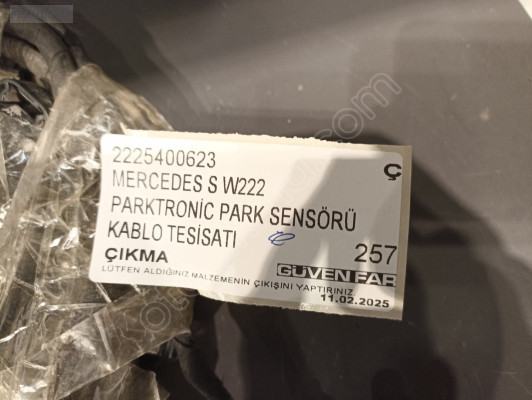 2225400623
Ç
MERCEDES S W222
PARKTRONİC PARK SENSÖRÜ
KABLO TESİSATI
257
ÇIKMA
GÜVEN FAR
LÜTFEN ALDIĞINIZ MALZEMENİN ÇIKIŞINI YAPTIRINIZ
11.02.2025